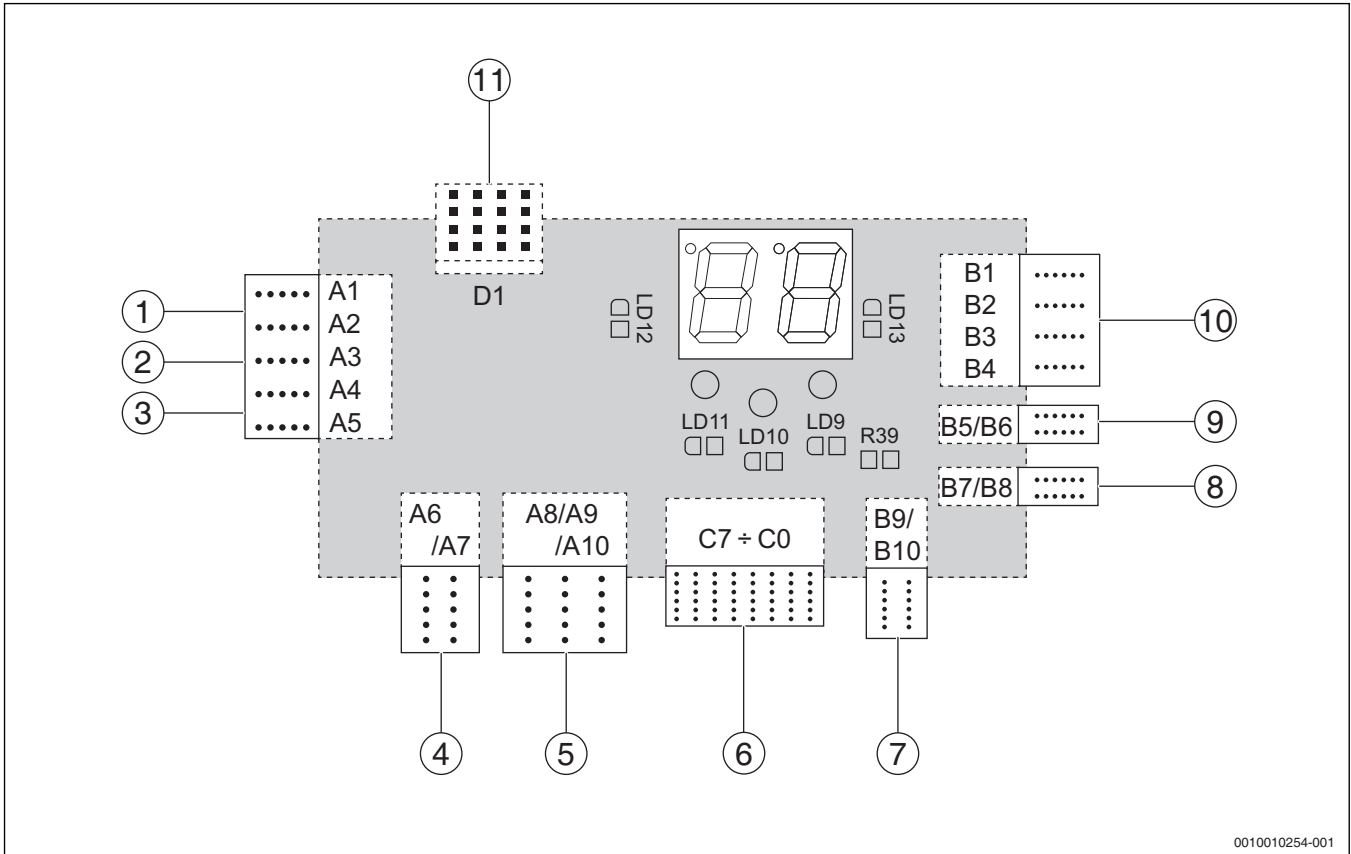 11
D1
LD12
LD13
1
2
3
A1
A2
A3
A4
A5
B1
B2
B3
B4
10
LD11
LD10
LD9
R39
B5/B6
9
B7/B8
8
A6
/A7
A8/A9
/A10
C7 ÷ C0
B9/
B10
4
5
6
7
0010010254-001